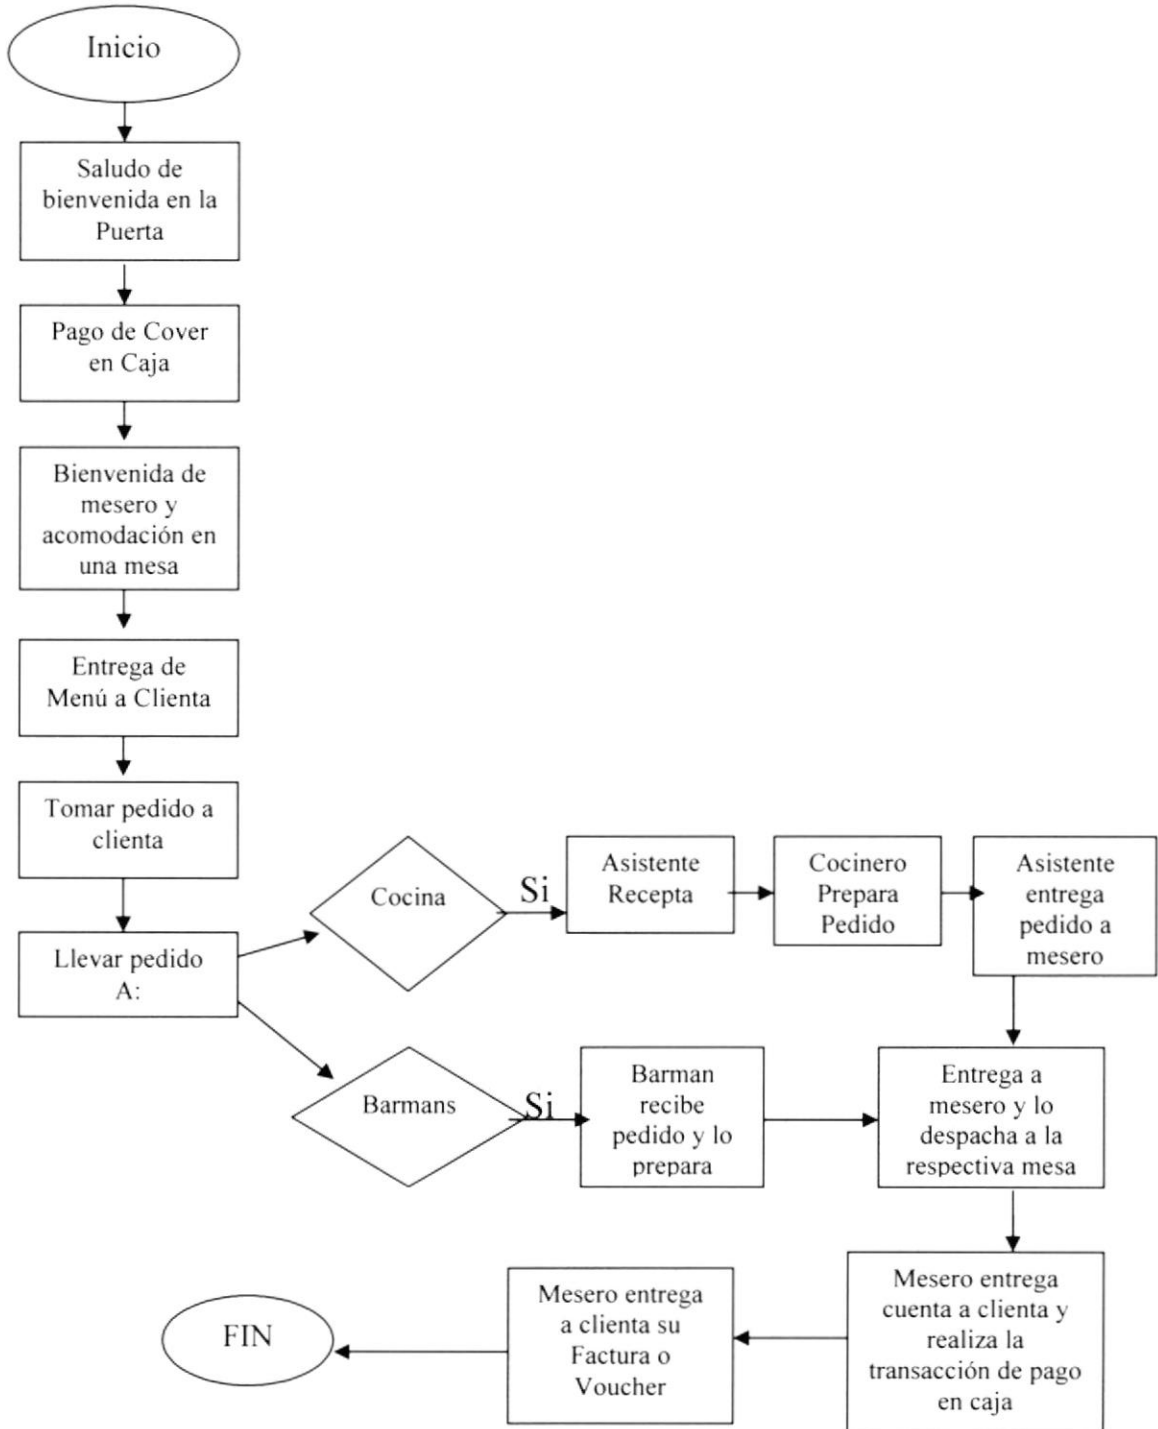 Inicio
Saludo de
bienvenida en la
Puerta
Pago de Cover
en Caja
Bienvenida de
mesero y
acomodación en
una mesa
Entrega de
Menú a Clienta
Tomar pedido a
clienta
Llevar pedido
A:
Cocina
Si
Asistente
Recepta
Cocinero
Prepara
Pedido
Asistente
entrega
pedido a
mesero
Barmans
Si
Barman
recibe
pedido y lo
prepara
Entrega a
mesero y lo
despacha a la
respectiva mesa
Mesero entrega
cuenta a clienta y
realiza la
transacción de pago
en caja
Mesero entrega
a clienta su
Factura o
Voucher
FIN